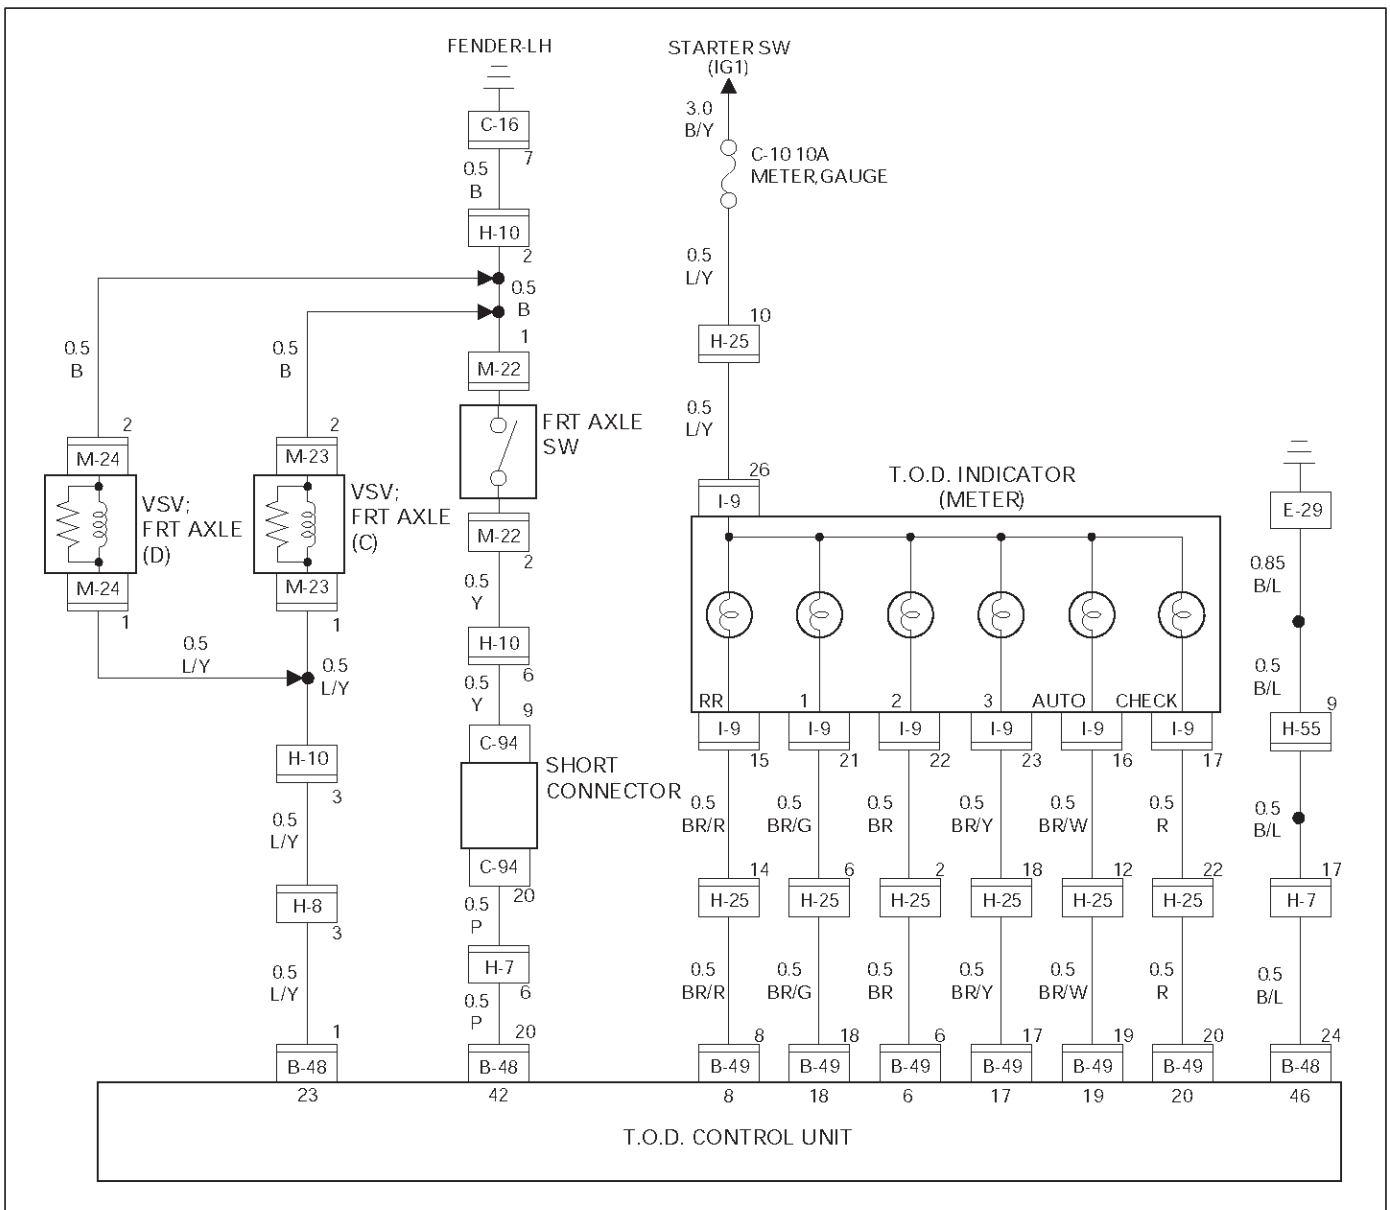 FENDER-LH
STARTER SW
(IG1)
3.0
B/Y
C-16
7
C-10 10A
METER,GAUGE
0.5
B
H-10
2
0.5
L/Y
0.5
B
1
10
H-25
0.5
B
0.5
B
M-22
0.5
L/Y
FRT AXLE
SW
2
2
M-24
M-23
26
I-9
T.O.D. INDICATOR
(METER)
VSV;
FRT AXLE
(D)
VSV;
FRT AXLE
(C)
E-29
M-22
2
0.85
B/L
M-24
M-23
0.5
Y
1
1
0.5
L/Y
0.5
L/Y
H-10
6
0.5
B/L
0.5
Y
RR
1
2
3
AUTO
CHECK
9
9
C-94
I-9
I-9
I-9
I-9
I-9
I-9
H-55
15
21
22
23
16
17
H-10
3
SHORT
CONNECTOR
0.5
L/Y
0.5
BR/R
0.5
BR/G
0.5
BR
0.5
BR/Y
0.5
BR/W
0.5
R
0.5
B/L
C-94
20
14
6
2
18
12
22
17
H-8
3
H-25
H-25
H-25
H-25
H-25
H-25
H-7
0.5
P
H-7
6
0.5
L/Y
0.5
BR/R
0.5
BR/G
0.5
BR
0.5
BR/Y
0.5
BR/W
0.5
R
0.5
B/L
0.5
P
1
20
8
18
6
17
19
20
24
B-48
B-48
B-49
B-49
B-49
B-49
B-49
B-49
B-48
23
42
8
18
6
17
19
20
46
T.O.D. CONTROL UNIT